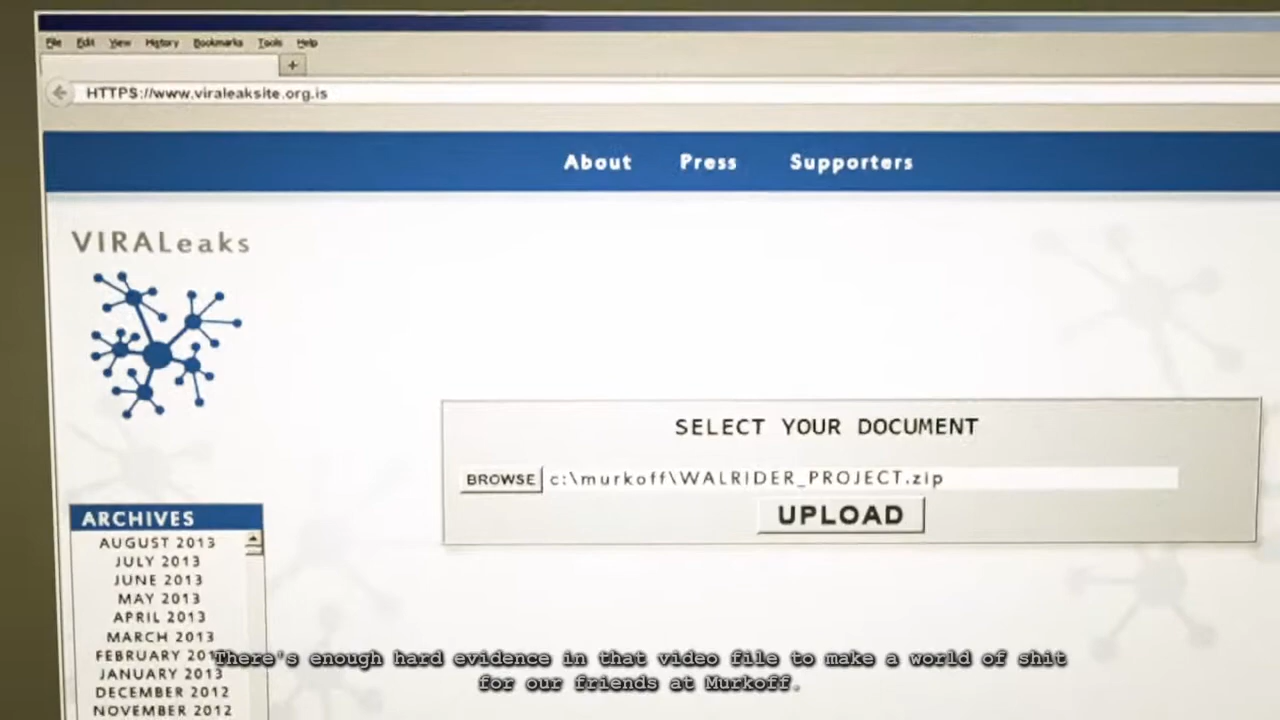 File Edit View History Bookmarks Tools Help
+
HTTPS://www.viraleaksite.org.is
About Press Supporters
VIRALeaks
SELECT YOUR DOCUMENT
BROWSE c:\murkoff\WALRIDER_PROJECT.zip
UPLOAD
ARCHIVES
AUGUST 2013
JULY 2013
JUNE 2013
MAY 2013
APRIL 2013
MARCH 2013
FEBRUARY 2013
JANUARY 2013
DECEMBER 2012
NOVEMBER 2012
There's enough hard evidence in that video file to make a world of shit
for our friends at Murkoff.